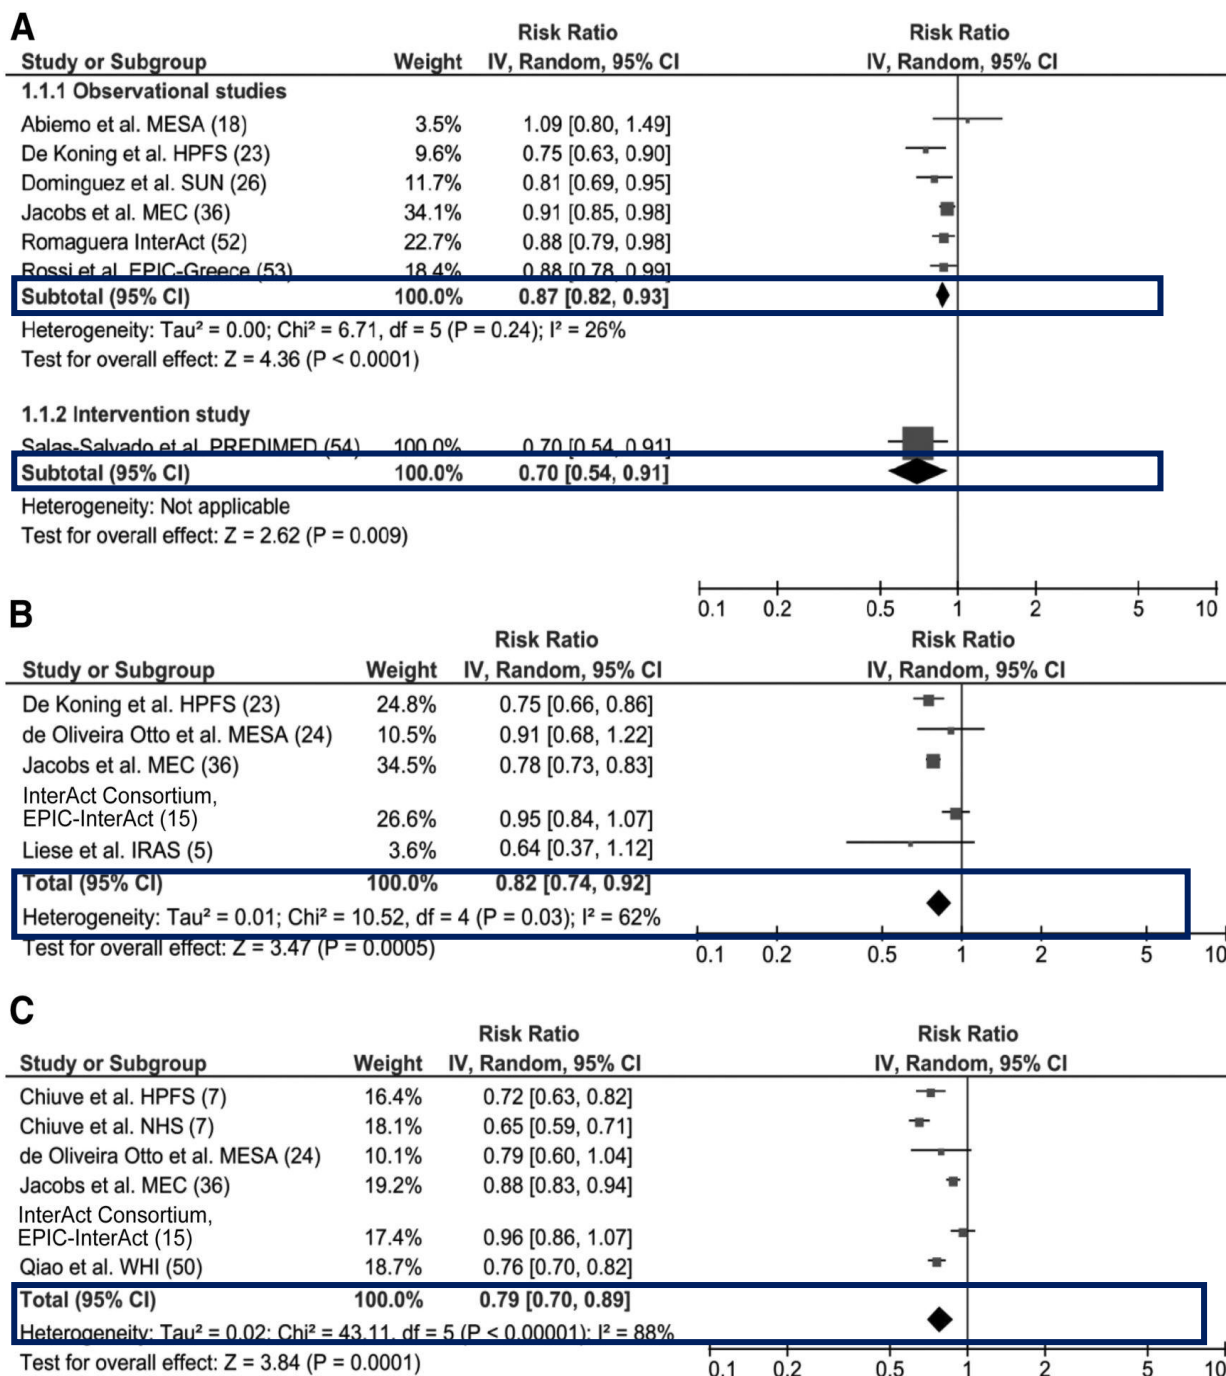 A
Risk Ratio Risk Ratio
Study or Subgroup Weight IV, Random, 95% CI IV, Random, 95% CI
1.1.1 Observational studies
Abiemo et al. MESA (18) 3.5% 1.09 [0.80, 1.49]
De Koning et al. HPFS (23) 9.6% 0.75 [0.63, 0.90]
Dominguez et al. SUN (26) 11.7% 0.81 [0.69, 0.95]
Jacobs et al. MEC (36) 34.1% 0.91 [0.85, 0.98]
Romaguera InterAct (52) 22.7% 0.88 [0.79, 0.98]
Rossi et al. EPIC-Greece (53) 18.4% 0.88 [0.78, 0.99]
Subtotal (95% CI) 100.0% 0.87 [0.82, 0.93]
Heterogeneity: Tau² = 0.00; Chi² = 6.71, df = 5 (P = 0.24); I² = 26%
Test for overall effect: Z = 4.36 (P < 0.0001)
1.1.2 Intervention study
Salas-Salvado et al. PREDIMED (54) 100.0% 0.70 [0.54, 0.91]
Subtotal (95% CI) 100.0% 0.70 [0.54, 0.91]
Heterogeneity: Not applicable
Test for overall effect: Z = 2.62 (P = 0.009)
0.1 0.2 0.5 1 2 5 10
B
Risk Ratio Risk Ratio
Study or Subgroup Weight IV, Random, 95% CI IV, Random, 95% CI
De Koning et al. HPFS (23) 24.8% 0.75 [0.66, 0.86]
de Oliveira Otto et al. MESA (24) 10.5% 0.91 [0.68, 1.22]
Jacobs et al. MEC (36) 34.5% 0.78 [0.73, 0.83]
InterAct Consortium,
EPIC-InterAct (15) 26.6% 0.95 [0.84, 1.07]
Liese et al. IRAS (5) 3.6% 0.64 [0.37, 1.12]
Total (95% CI) 100.0% 0.82 [0.74, 0.92]
Heterogeneity: Tau² = 0.01; Chi² = 10.52, df = 4 (P = 0.03); I² = 62%
Test for overall effect: Z = 3.47 (P = 0.0005)
0.1 0.2 0.5 1 2 5 10
C
Risk Ratio Risk Ratio
Study or Subgroup Weight IV, Random, 95% CI IV, Random, 95% CI
Chiuve et al. HPFS (7) 16.4% 0.72 [0.63, 0.82]
Chiuve et al. NHS (7) 18.1% 0.65 [0.59, 0.71]
de Oliveira Otto et al. MESA (24) 10.1% 0.79 [0.60, 1.04]
Jacobs et al. MEC (36) 19.2% 0.88 [0.83, 0.94]
InterAct Consortium,
EPIC-InterAct (15) 17.4% 0.96 [0.86, 1.07]
Qiao et al. WHI (50) 18.7% 0.76 [0.70, 0.82]
Total (95% CI) 100.0% 0.79 [0.70, 0.89]
Heterogeneity: Tau² = 0.02; Chi² = 43.11, df = 5 (P < 0.00001); I² = 88%
Test for overall effect: Z = 3.84 (P = 0.0001)
0.1 0.2 0.5 1 2 5 10